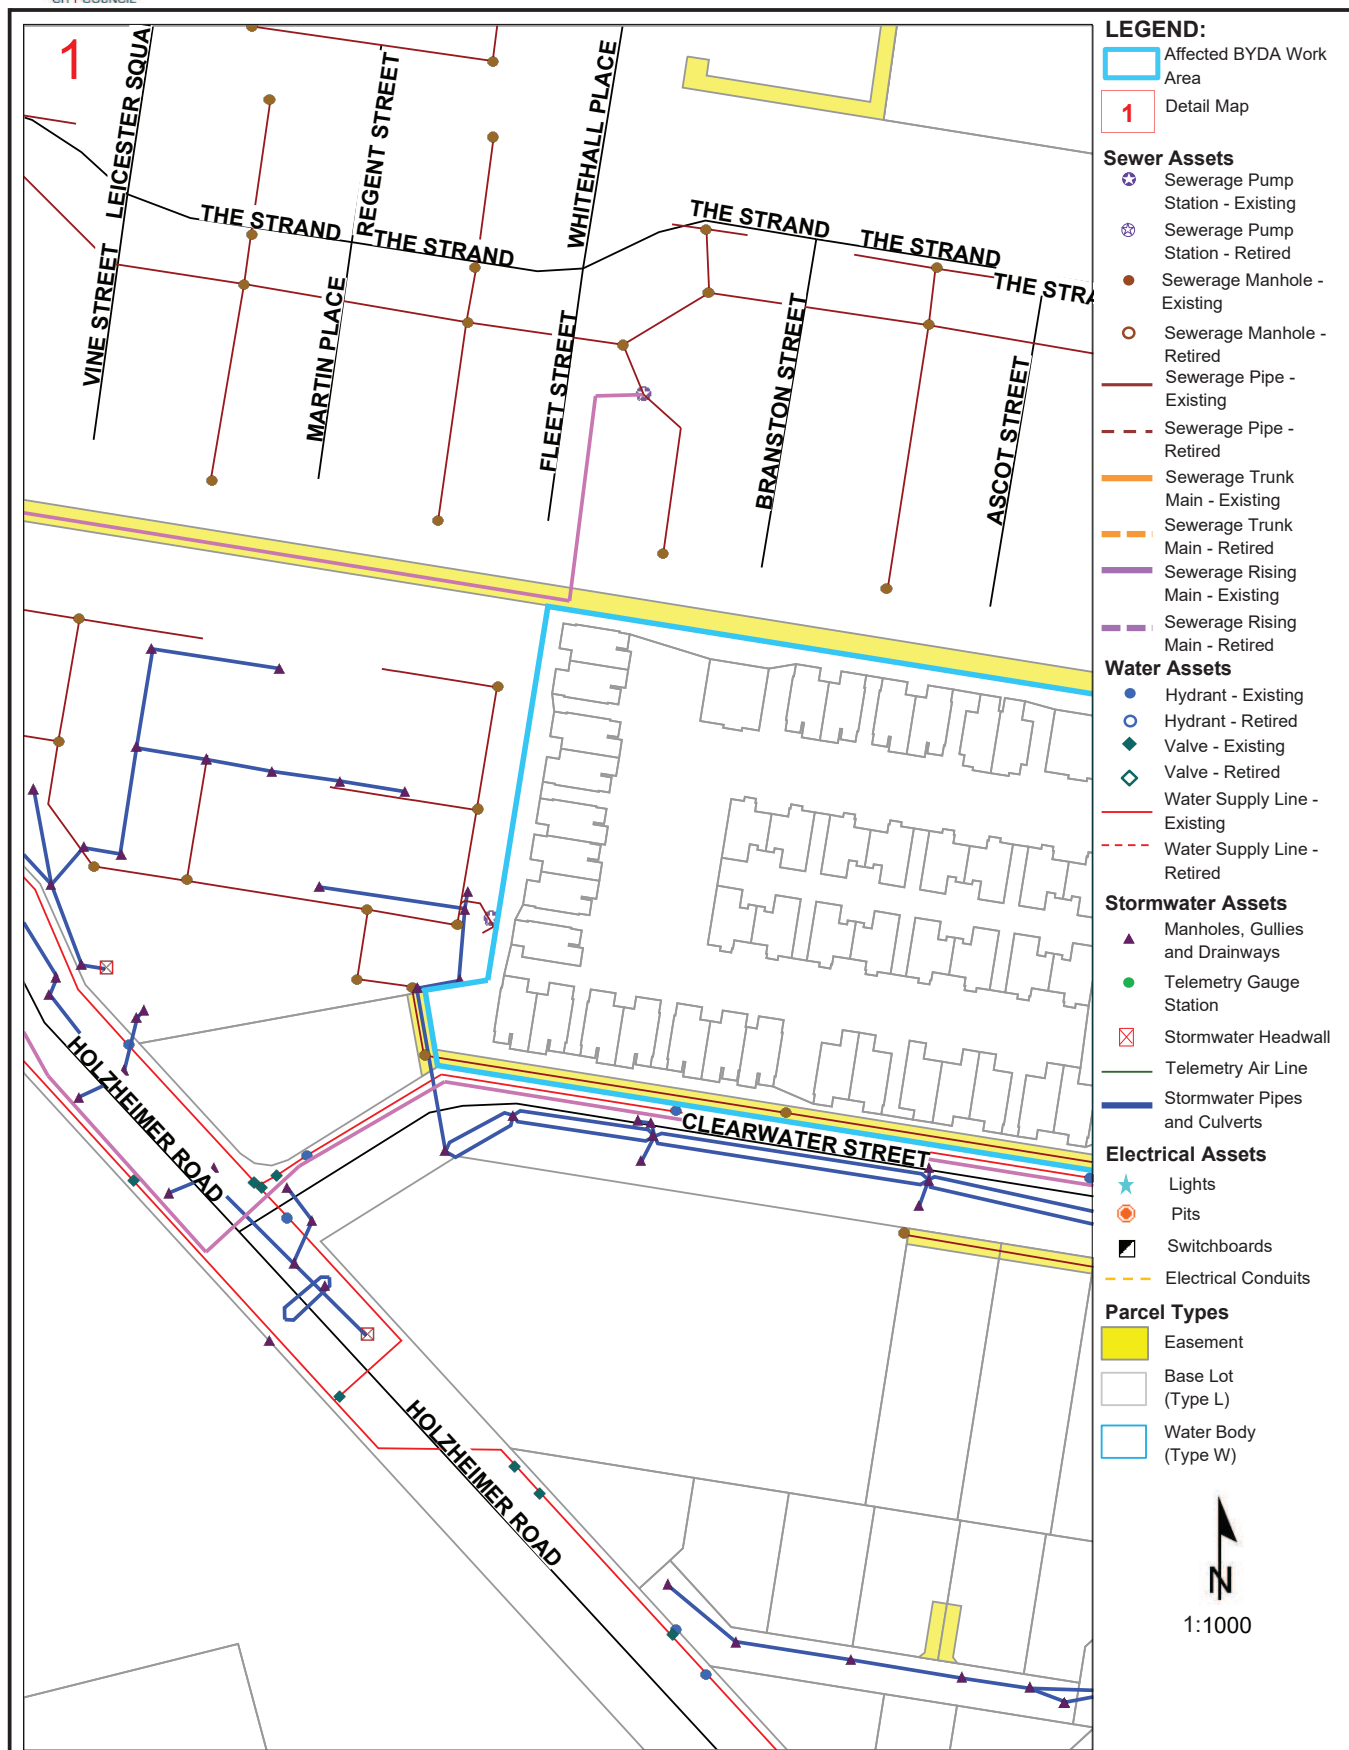 CITY COUNCIL
1
LEICESTER SQUA
REGENT STREET
WHITEHALL PLACE
THE STRAND
THE STRAND
THE STRAND
THE STRAND
THE STRA
VINE STREET
MARTIN PLACE
FLEET STREET
BRANSTON STREET
ASCOT STREET
HOLZHEIMER ROAD
CLEARWATER STREET
HOLZHEIMER ROAD
LEGEND:
Affected BYDA Work
Area
1 Detail Map
Sewer Assets
Sewerage Pump
Station - Existing
Sewerage Pump
Station - Retired
Sewerage Manhole -
Existing
Sewerage Manhole -
Retired
Sewerage Pipe -
Existing
Sewerage Pipe -
Retired
Sewerage Trunk
Main - Existing
Sewerage Trunk
Main - Retired
Sewerage Rising
Main - Existing
Sewerage Rising
Main - Retired
Water Assets
Hydrant - Existing
Hydrant - Retired
Valve - Existing
Valve - Retired
Water Supply Line -
Existing
Water Supply Line -
Retired
Stormwater Assets
Manholes, Gullies
and Drainways
Telemetry Gauge
Station
Stormwater Headwall
Telemetry Air Line
Stormwater Pipes
and Culverts
Electrical Assets
Lights
Pits
Switchboards
Electrical Conduits
Parcel Types
Easement
Base Lot
(Type L)
Water Body
(Type W)
N
1:1000